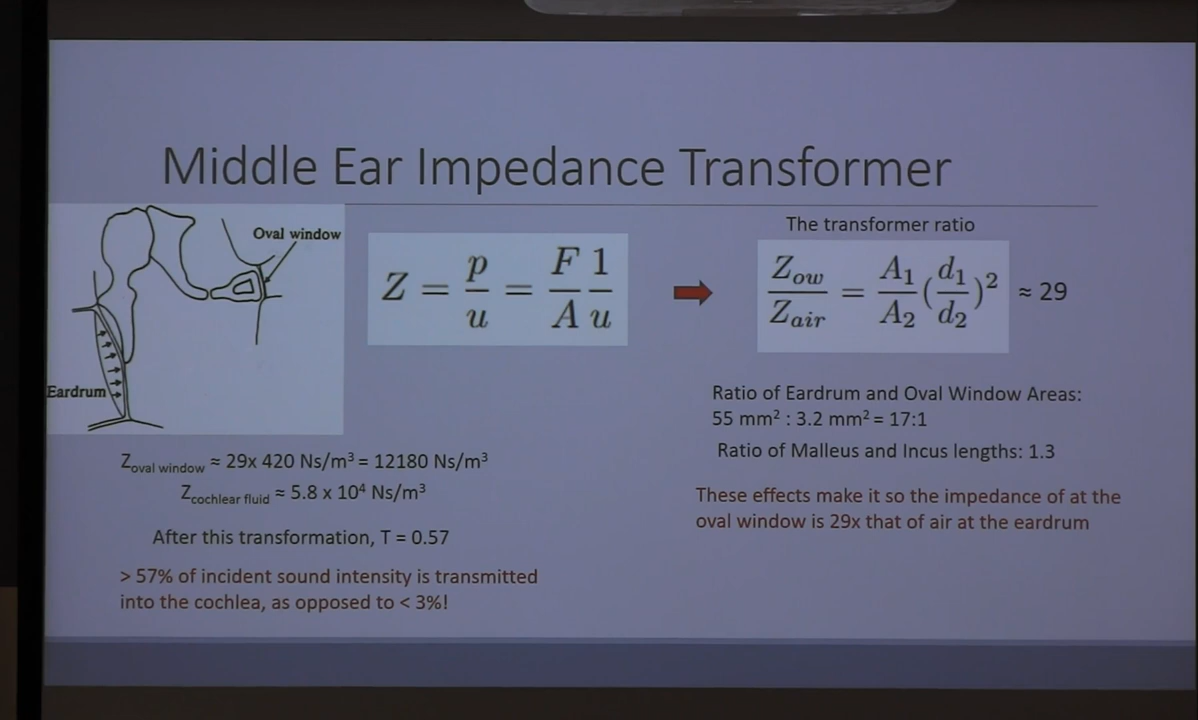 Middle Ear Impedance Transformer
Oval window
Eardrum
Z = p/u = F/A 1/u
The transformer ratio
Z_ow/Z_air = A₁/A₂ (d₁/d₂)² ≈ 29
Ratio of Eardrum and Oval Window Areas:
55 mm² : 3.2 mm² = 17:1
Ratio of Malleus and Incus lengths: 1.3
These effects make it so the impedance of at the
oval window is 29x that of air at the eardrum
Z_oval window ≈ 29x 420 Ns/m³ = 12180 Ns/m³
Z_cochlear fluid ≈ 5.8 x 10⁴ Ns/m³
After this transformation, T = 0.57
> 57% of incident sound intensity is transmitted
into the cochlea, as opposed to < 3%!